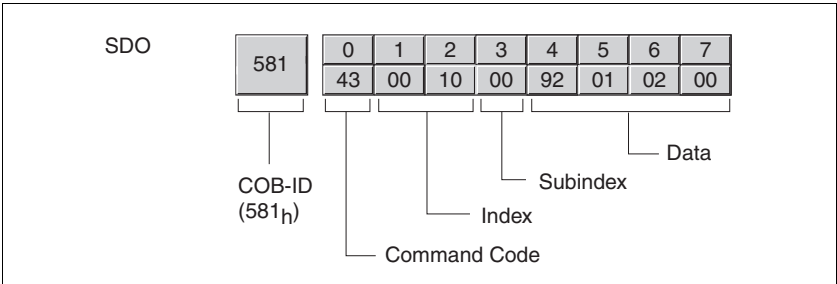 SDO
581
0 1 2 3 4 5 6 7
43 00 10 00 92 01 02 00
Data
COB-ID
(581h)
Subindex
Index
Command Code